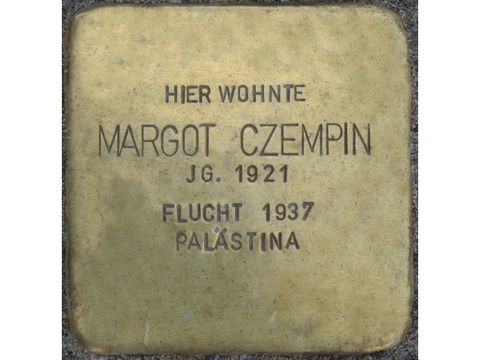 HIER WOHNTE
MARGOT CZEMPIN
JG. 1921
FLUCHT 1937
PALÄSTINA